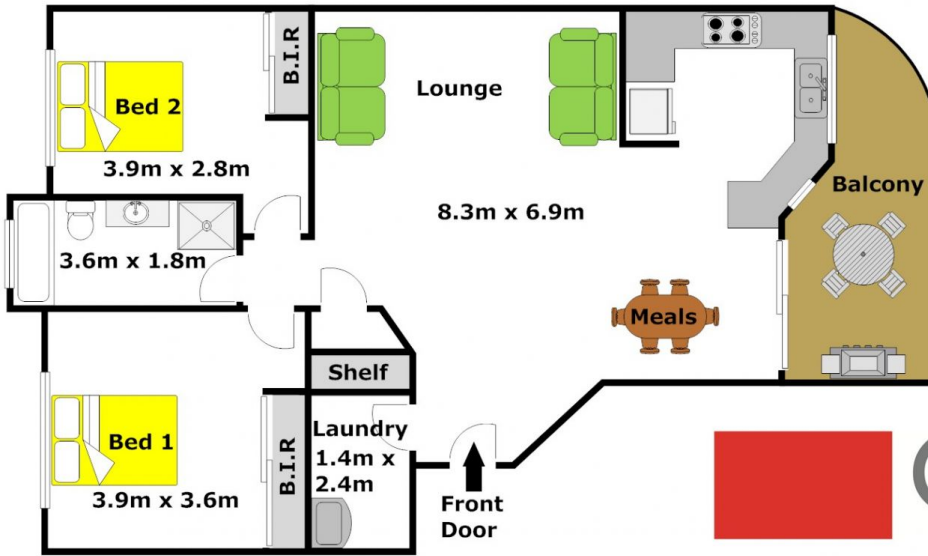 Bed 2
3.9m x 2.8m
B.I.R
Lounge
8.3m x 6.9m
Balcony
3.6m x 1.8m
Meals
Shelf
Bed 1
3.9m x 3.6m
B.I.R
Laundry
1.4m x
2.4m
Front
Door